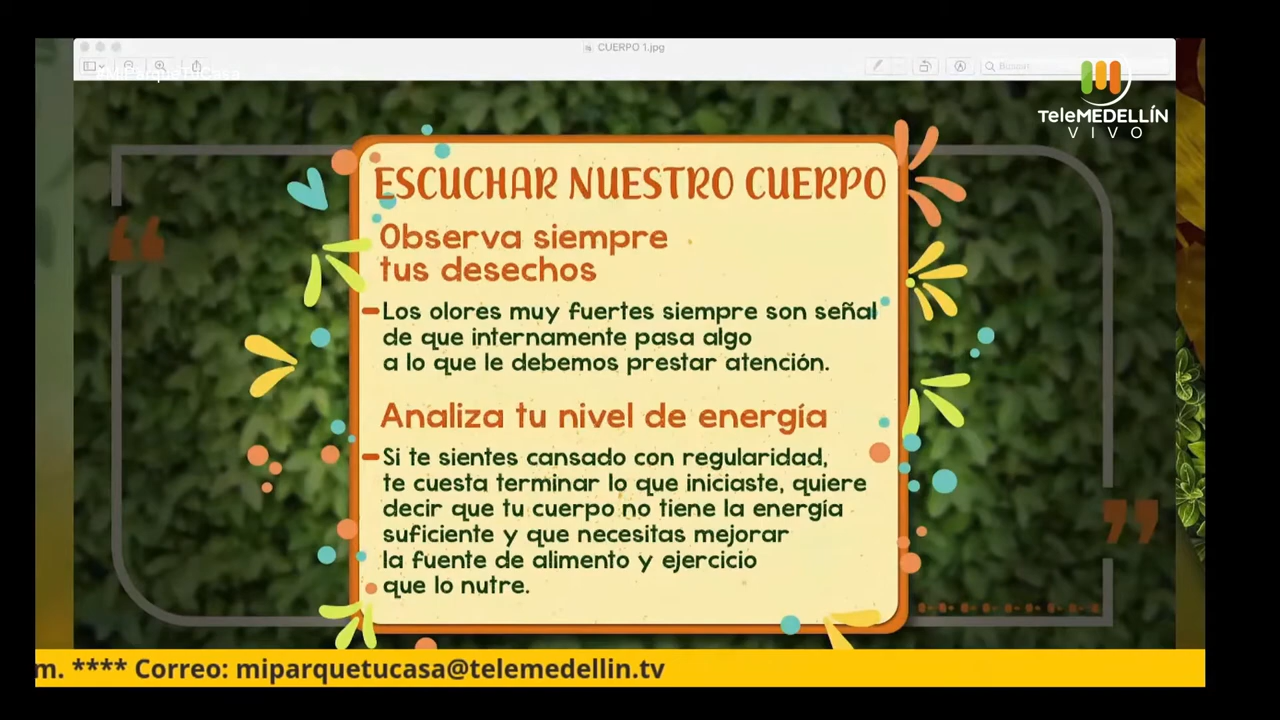 CUERPO 1.jpg
Buscar
TeleMEDELLÍN
VIVO
ESCUCHAR NUESTRO CUERPO
Observa siempre
tus desechos
Los olores muy fuertes siempre son señal
de que internamente pasa algo
a lo que le debemos prestar atención.
Analiza tu nivel de energía
Si te sientes cansado con regularidad,
te cuesta terminar lo que iniciaste, quiere
decir que tu cuerpo no tiene la energía
suficiente y que necesitas mejorar
la fuente de alimento y ejercicio
que lo nutre.
m. **** Correo: miparquetucasa@telemedellin.tv